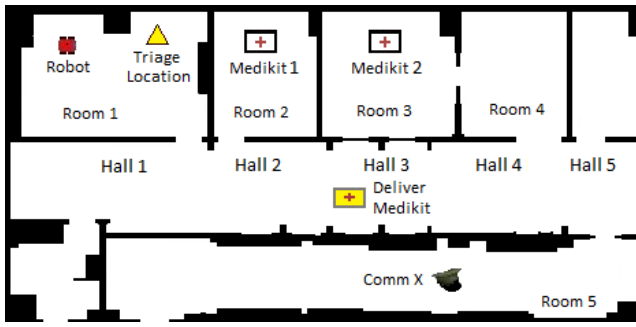 Robot
Triage
Location
Medikit 1
Medikit 2
Room 1
Room 2
Room 3
Room 4
Hall 1
Hall 2
Hall 3
Hall 4
Hall 5
Deliver
Medikit
Comm X
Room 5